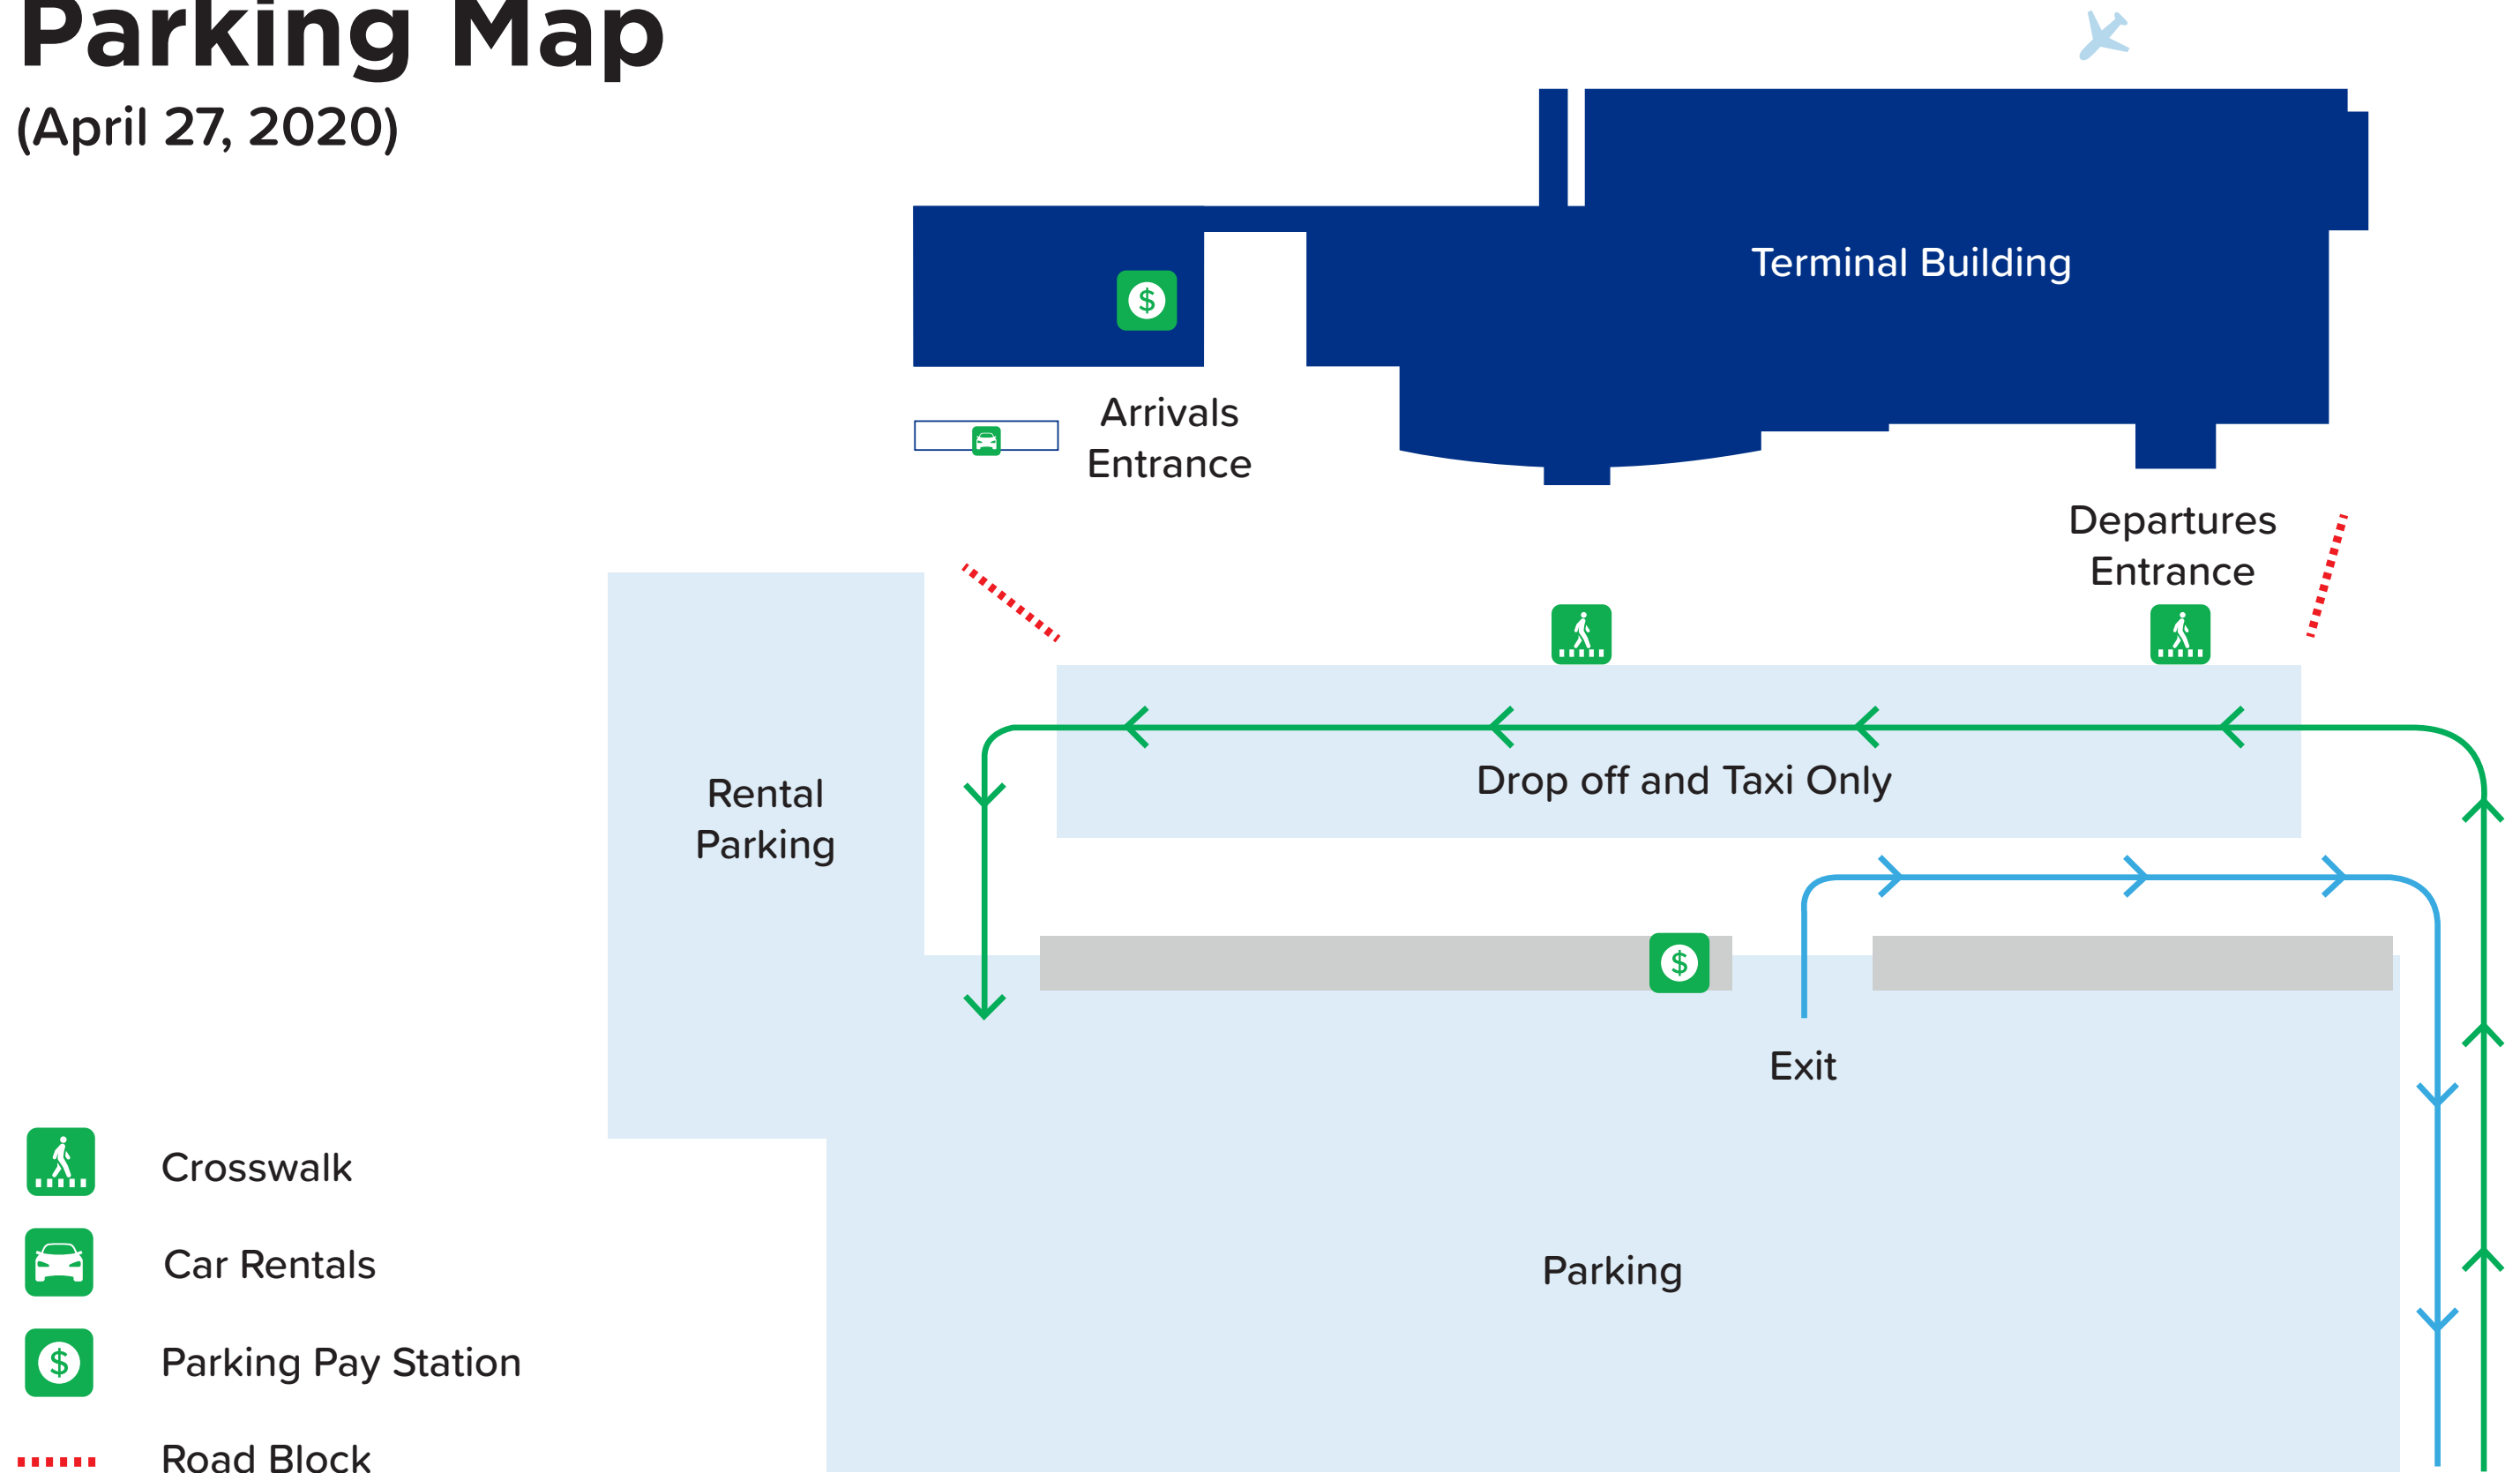 Parking Map
(April 27, 2020)
Terminal Building
$
Arrivals
Entrance
Departures
Entrance
Drop off and Taxi Only
Rental
Parking
$
Exit
Parking
Crosswalk
Car Rentals
$
Parking Pay Station
Road Block